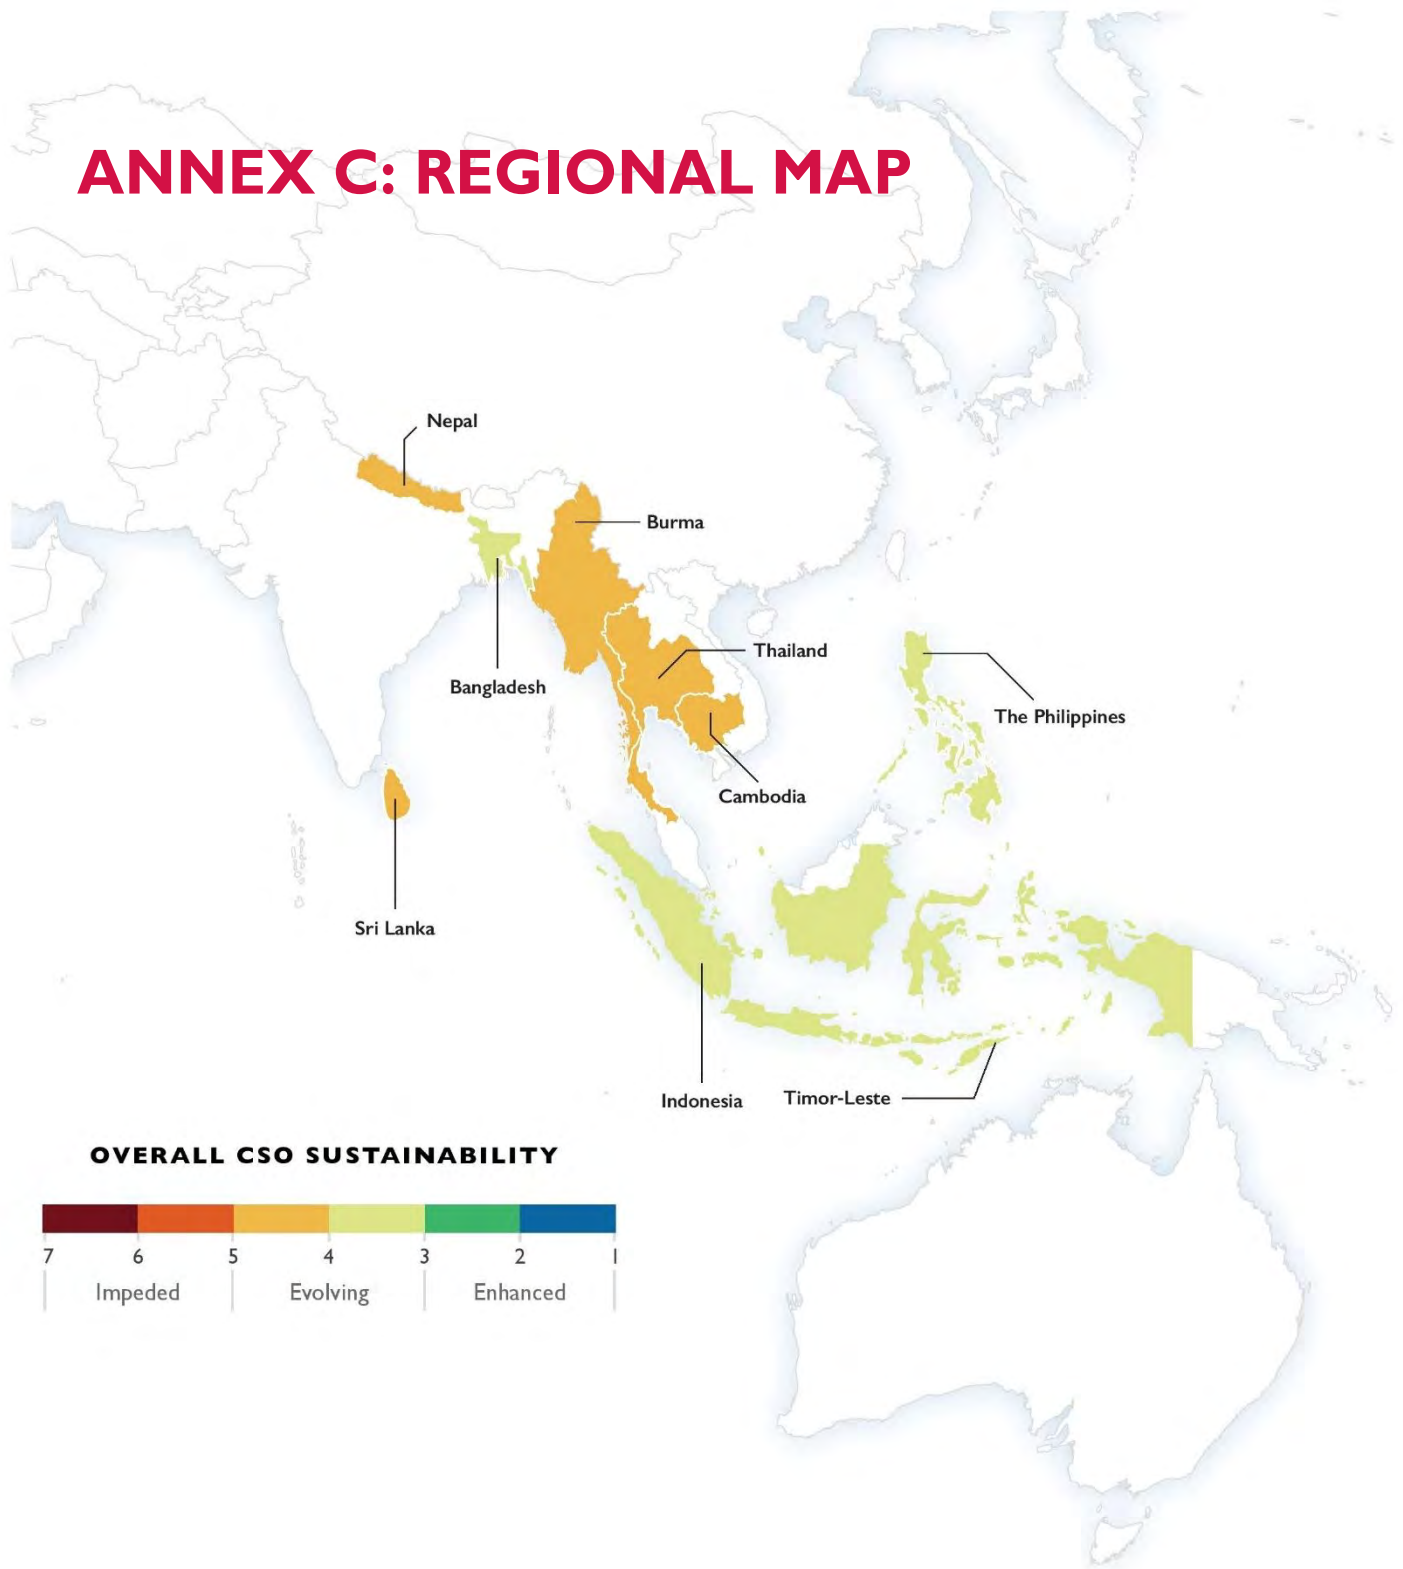 ANNEX C: REGIONAL MAP
Nepal
Burma
Thailand
Bangladesh
The Philippines
Cambodia
Sri Lanka
Indonesia
Timor-Leste
OVERALL CSO SUSTAINABILITY
7 6 5 4 3 2 1
Impeded Evolving Enhanced